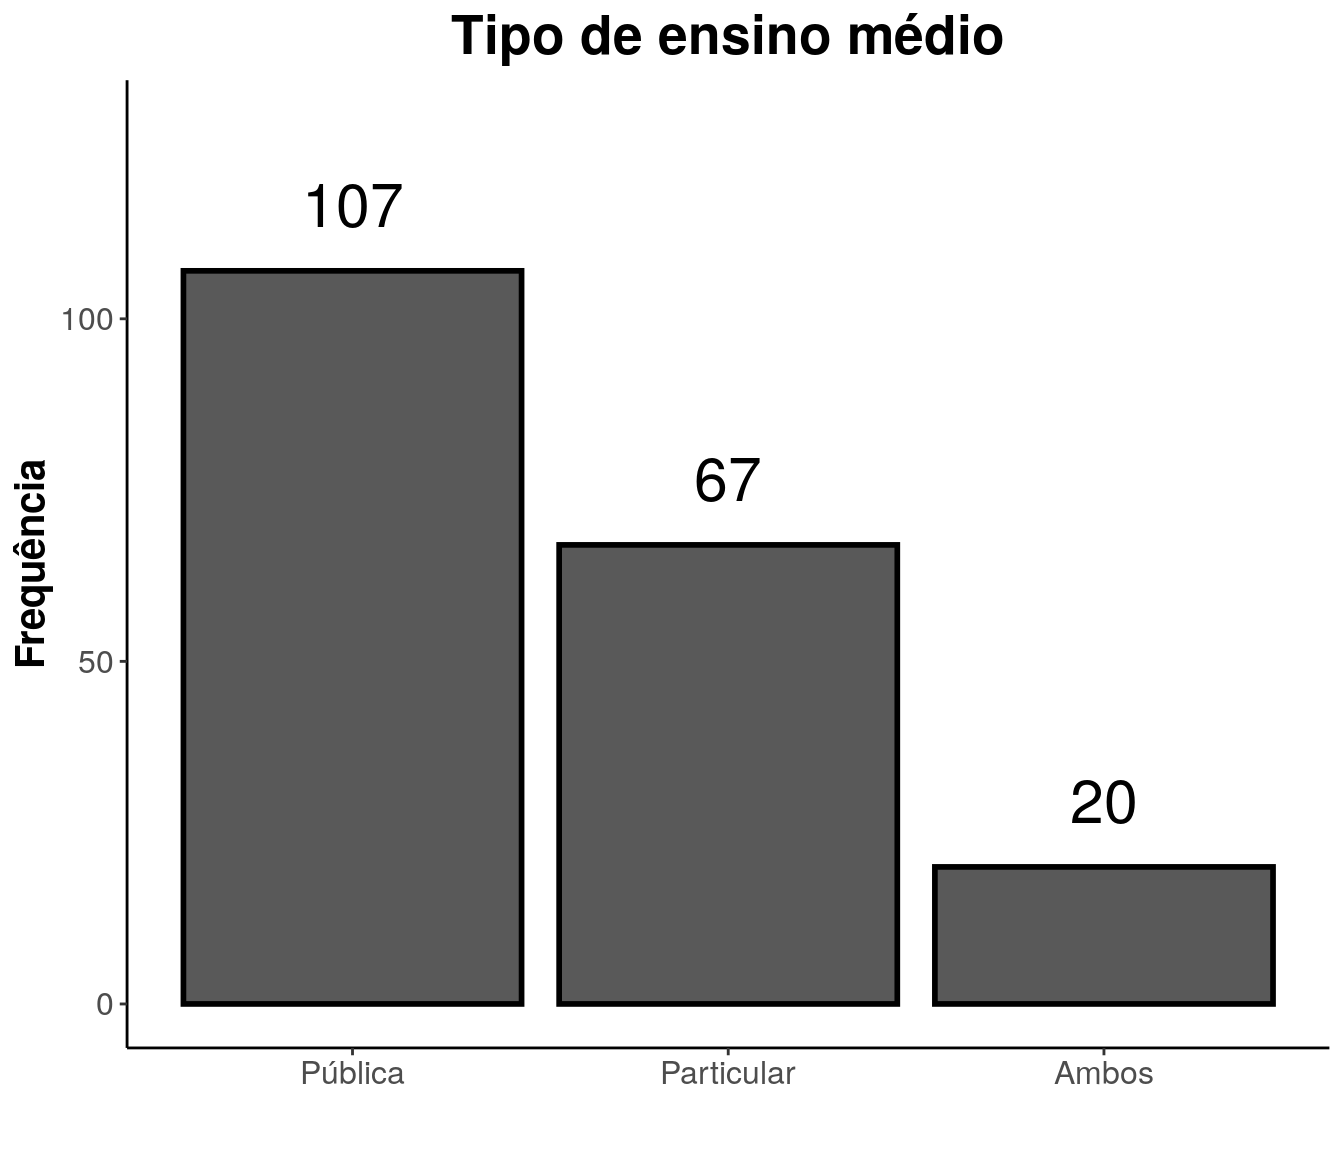 Tipo de ensino médio
107
67
20
Frequência
100
50
0
Pública
Particular
Ambos